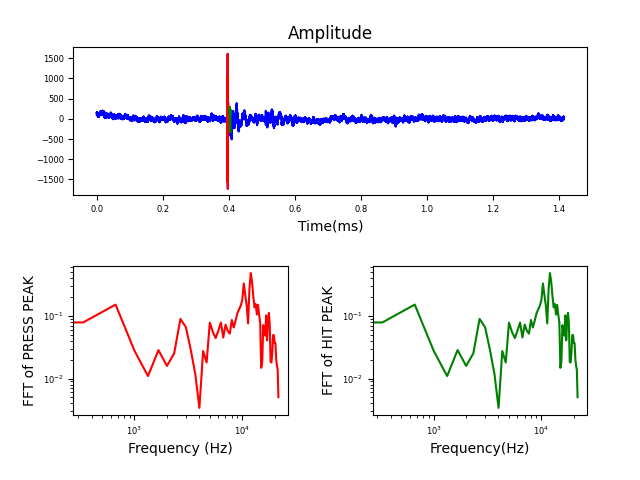 Amplitude
1500
1000
500
0
−500
−1000
−1500
0.0 0.2 0.4 0.6 0.8 1.0 1.2 1.4
Time(ms)
FFT of PRESS PEAK
10⁻¹
10⁻²
10³ 10⁴
Frequency (Hz)
FFT of HIT PEAK
10⁻¹
10⁻²
10³ 10⁴
Frequency(Hz)